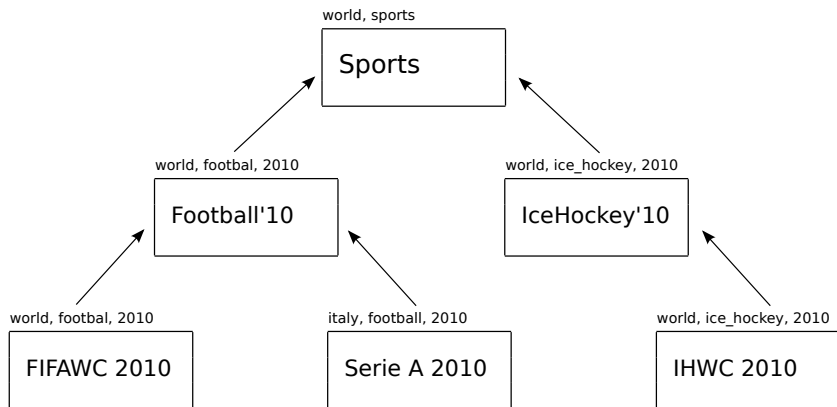 world, sports
Sports
world, footbal, 2010
world, ice_hockey, 2010
Football'10
IceHockey'10
world, footbal, 2010
italy, football, 2010
world, ice_hockey, 2010
FIFAWC 2010
Serie A 2010
IHWC 2010